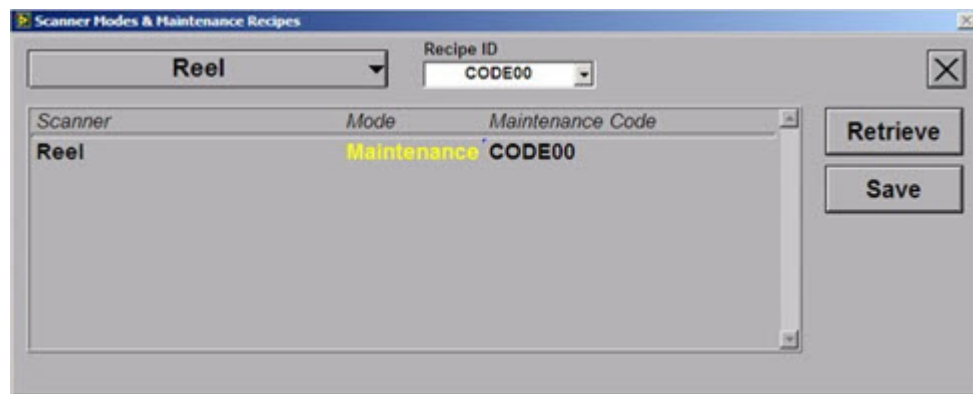 Scanner Modes & Maintenance Recipes
Recipe ID
Reel CODE00
Scanner Mode Maintenance Code
Reel Maintenance CODE00
Retrieve
Save